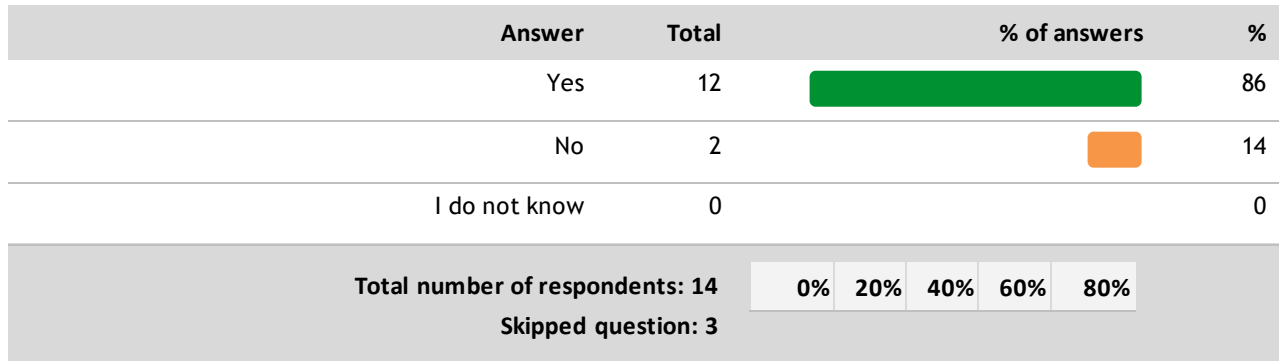 Answer Total % of answers %
Yes 12 86
No 2 14
I do not know 0 0
Total number of respondents: 14 0% 20% 40% 60% 80%
Skipped question: 3